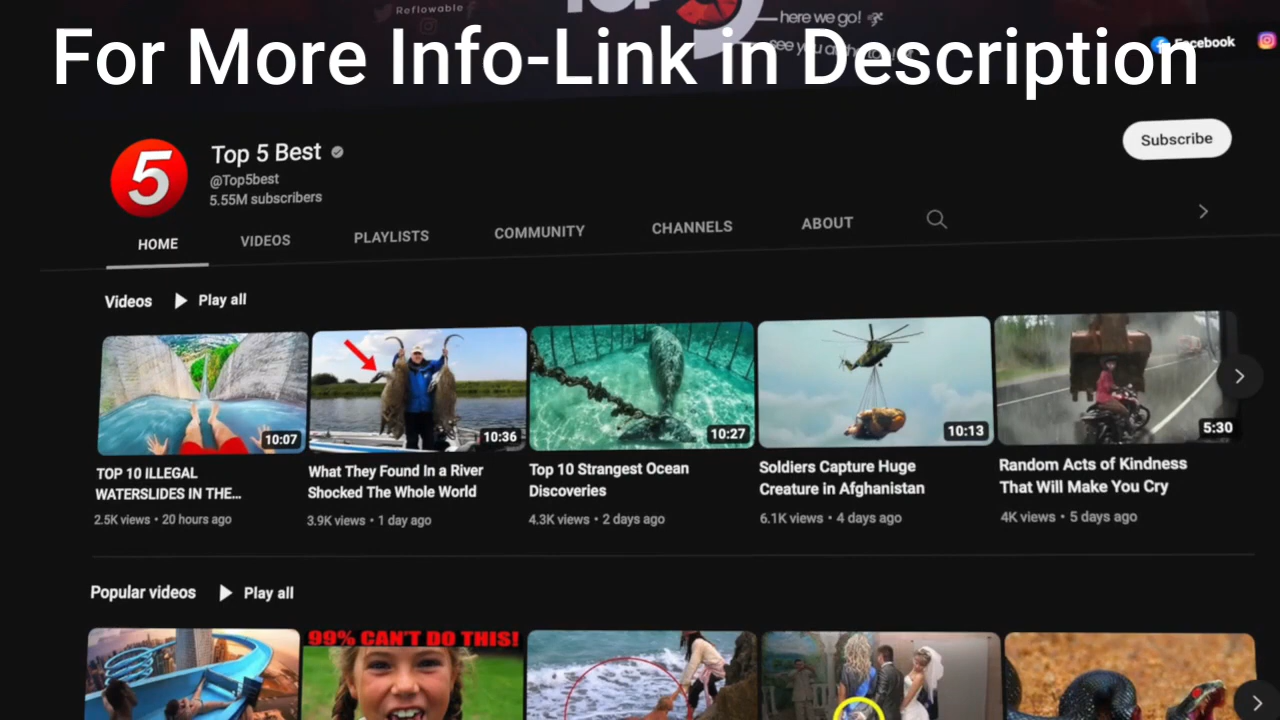 Reflowable
TOP 5
here we go!
see you
Facebook
For More Info-Link in Description
5
Top 5 Best
@Top5best
5.55M subscribers
Subscribe
HOME
VIDEOS
PLAYLISTS
COMMUNITY
CHANNELS
ABOUT
Videos
Play all
10:07
10:36
10:27
10:13
5:30
TOP 10 ILLEGAL
WATERSLIDES IN THE...
2.5K views • 20 hours ago
What They Found In a River
Shocked The Whole World
3.9K views • 1 day ago
Top 10 Strangest Ocean
Discoveries
4.3K views • 2 days ago
Soldiers Capture Huge
Creature in Afghanistan
6.1K views • 4 days ago
Random Acts of Kindness
That Will Make You Cry
4K views • 5 days ago
Popular videos
Play all
99% CAN'T DO THIS!